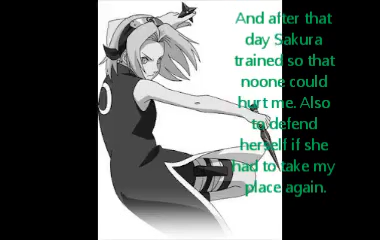 And after that
day Sakura
trained so that
noone could
hurt me. Also
to defend
herself if she
had to take my
place again.